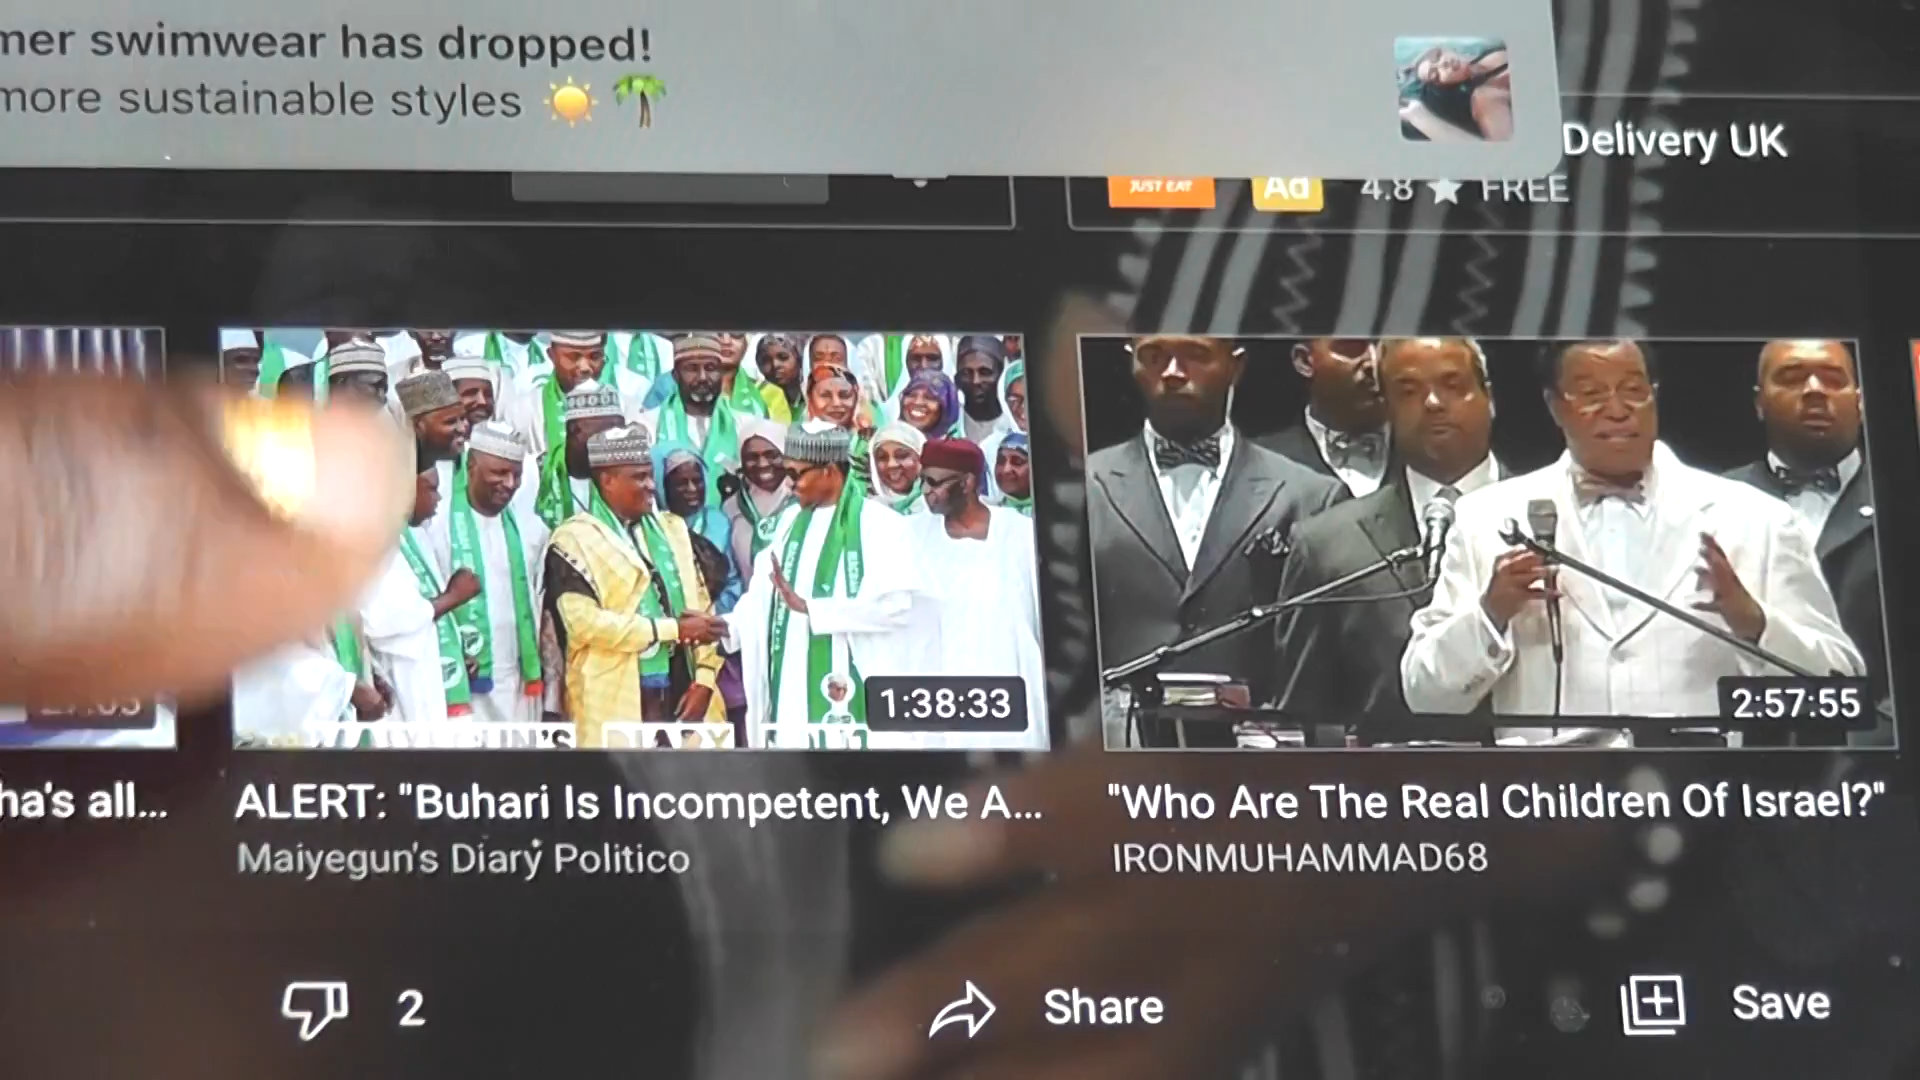 mer swimwear has dropped!
more sustainable styles
Delivery UK
JUST EAT
Ad
4.8 ★ FREE
1:38:33
2:57:55
MAIYEGUN'S DIARY
ha's all...
ALERT: "Buhari Is Incompetent, We A...
Maiyegun's Diary Politico
"Who Are The Real Children Of Israel?"
IRONMUHAMMAD68
2
Share
Save